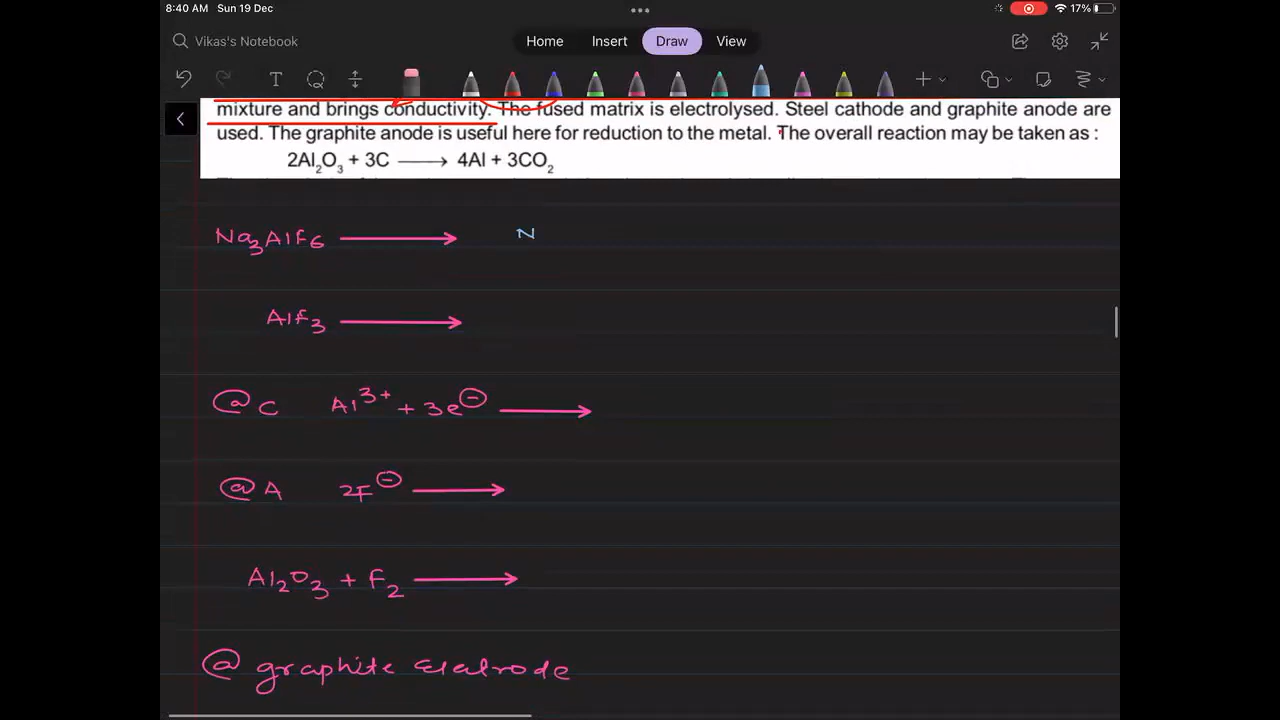 8:40 AM Sun 19 Dec
17%
Vikas's Notebook
Home Insert Draw View
mixture and brings conductivity. The fused matrix is electrolysed. Steel cathode and graphite anode are
used. The graphite anode is useful here for reduction to the metal. The overall reaction may be taken as :
2Al₂O₃ + 3C ⟶ 4Al + 3CO₂
Na₃AlF₆ ⟶ N
AlF₃ ⟶
@ C Al³⁺ + 3e⊖ ⟶
@ A 2F⊖ ⟶
Al₂O₃ + F₂ ⟶
@ graphite Elatrode